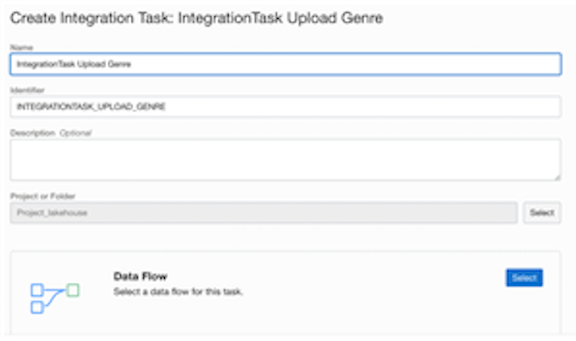 Create Integration Task: IntegrationTask Upload Genre
Name
IntegrationTask Upload Genre
Identifier
INTEGRATIONTASK_UPLOAD_GENRE
Description Optional
Project or Folder
Project_lakehouse
Select
Data Flow
Select
Select a data flow for this task.